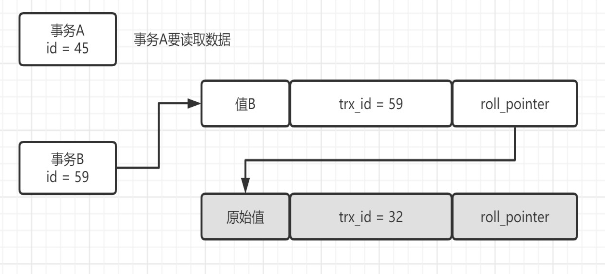 事务A
id = 45
事务A要读取数据
值B
trx_id = 59
roll_pointer
事务B
id = 59
原始值
trx_id = 32
roll_pointer